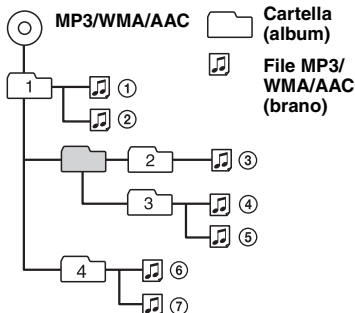 MP3/WMA/AAC
Cartella
(album)
File MP3/
WMA/AAC
(brano)
1
①
②
2
③
3
④
⑤
4
⑥
⑦